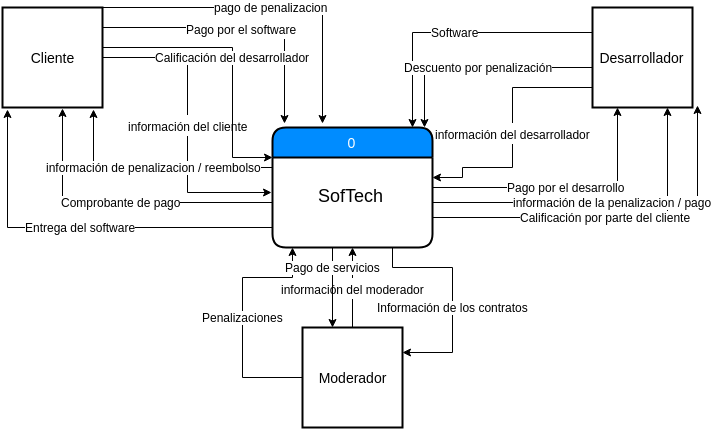 pago de penalizacion
Pago por el software
Software
Cliente
Calificación del desarrollador
Desarrollador
Descuento por penalización
información del cliente
información del desarrollador
0
información de penalizacion / reembolso
SofTech
Pago por el desarrollo
Comprobante de pago
información de la penalizacion / pago
Calificación por parte del cliente
Entrega del software
Pago de servicios
información del moderador
Información de los contratos
Penalizaciones
Moderador